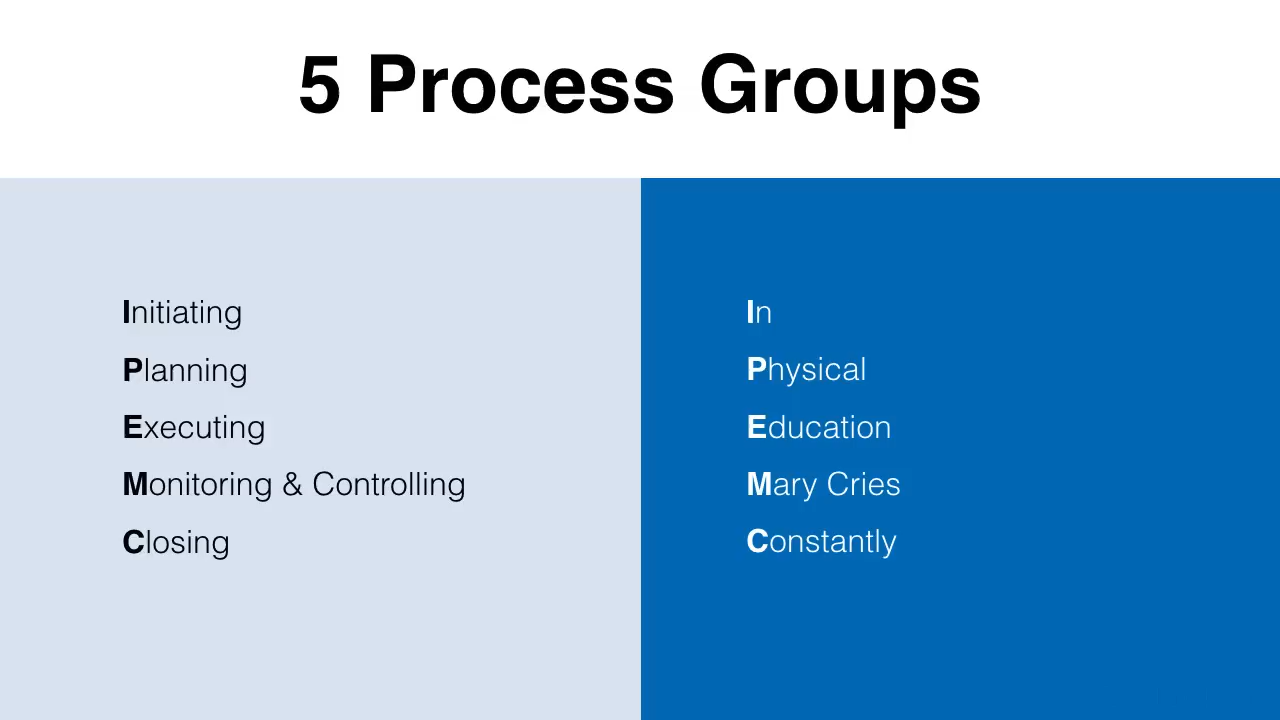 5 Process Groups
Initiating
Planning
Executing
Monitoring & Controlling
Closing
In
Physical
Education
Mary Cries
Constantly